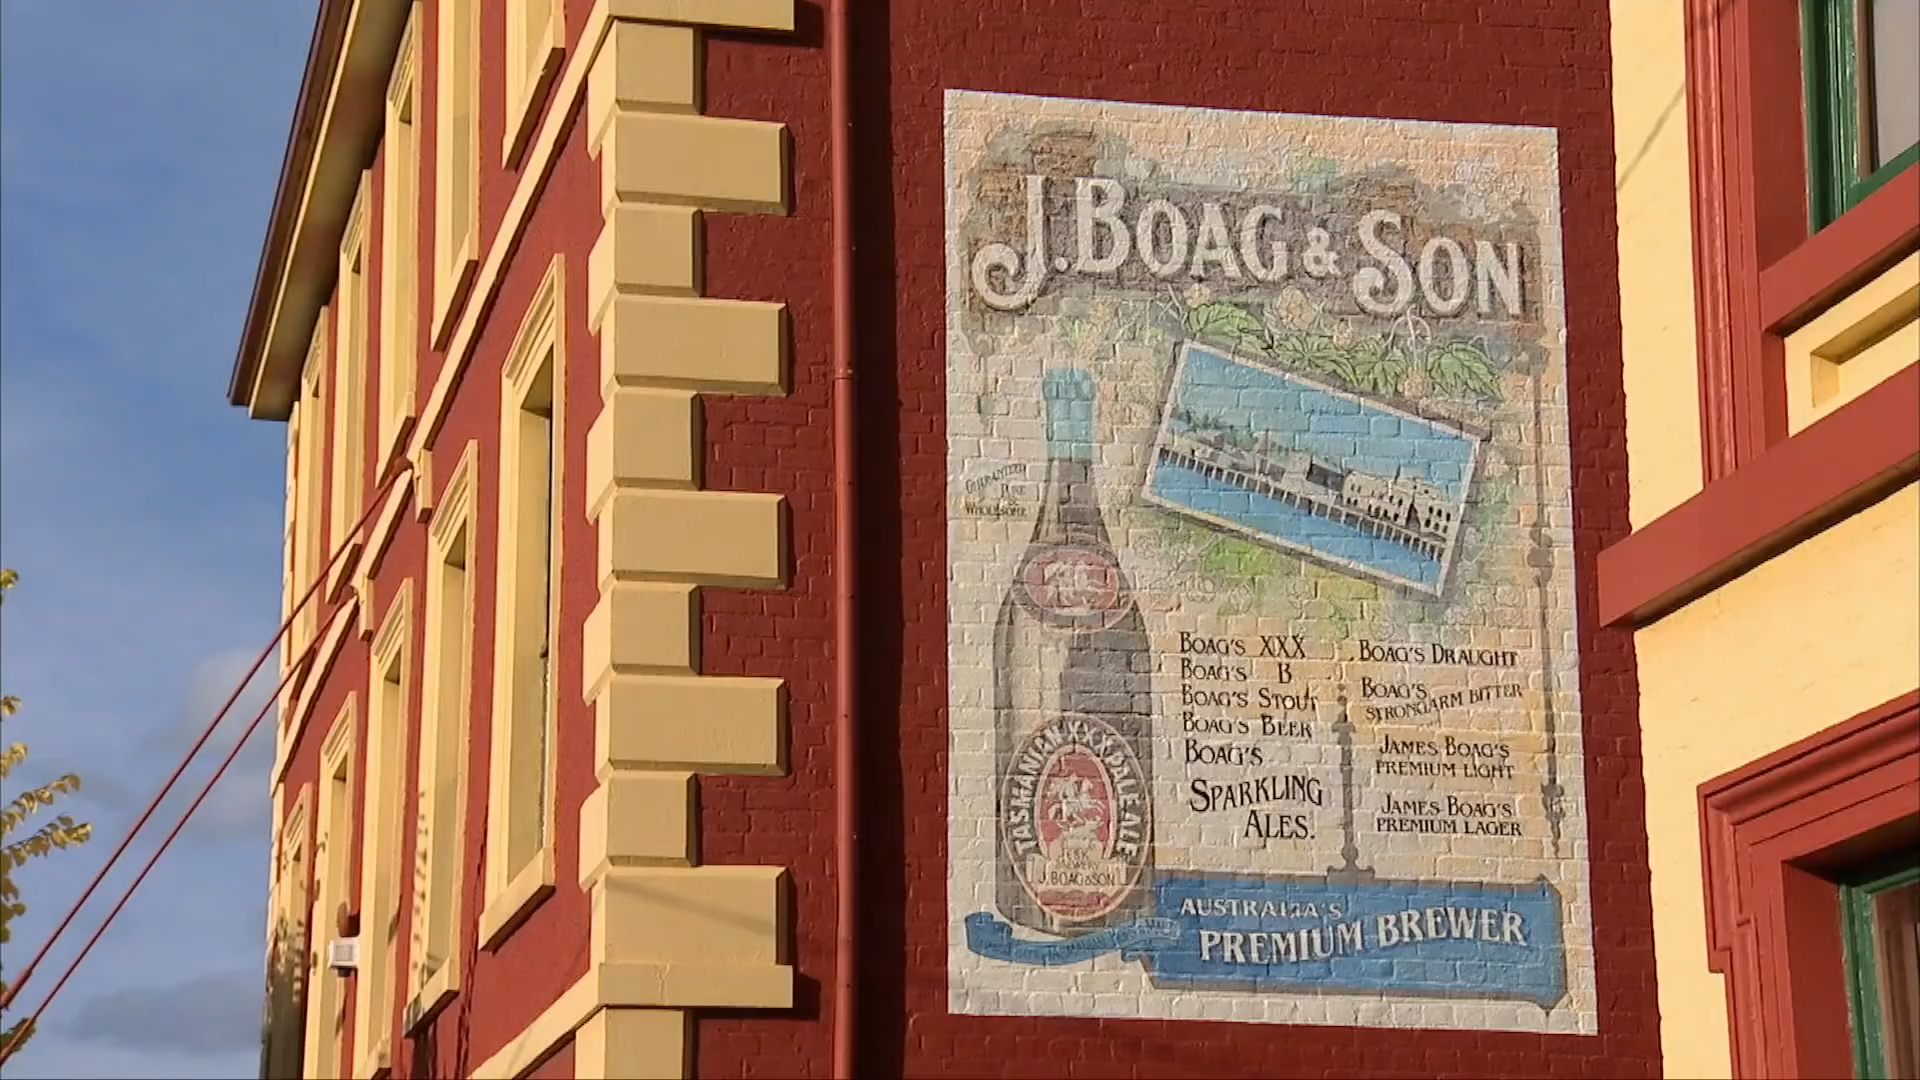 J. BOAG & SON
GUARANTEED
PURE
&
WHOLESOME
BOAG'S XXX
BOAG'S B
BOAG'S STOUT
BOAG'S BEER
BOAG'S
SPARKLING
ALES.
BOAG'S DRAUGHT
BOAG'S
STRONGARM BITTER
JAMES BOAG'S
PREMIUM LIGHT
JAMES BOAG'S
PREMIUM LAGER
TASMANIAN XXX PALE ALE
J. BOAG & SON
AUSTRALIA'S
PREMIUM BREWER